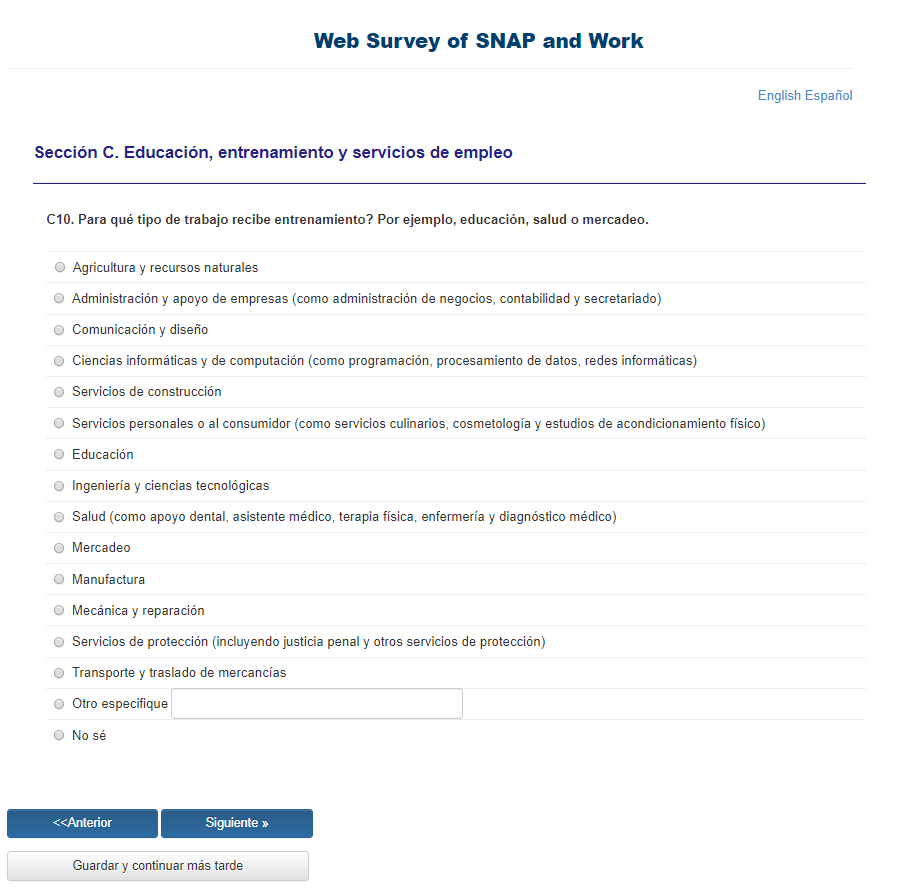 Web Survey of SNAP and Work
English Español
Sección C. Educación, entrenamiento y servicios de empleo
C10. Para qué tipo de trabajo recibe entrenamiento? Por ejemplo, educación, salud o mercadeo.
Agricultura y recursos naturales
Administración y apoyo de empresas (como administración de negocios, contabilidad y secretariado)
Comunicación y diseño
Ciencias informáticas y de computación (como programación, procesamiento de datos, redes informáticas)
Servicios de construcción
Servicios personales o al consumidor (como servicios culinarios, cosmetología y estudios de acondicionamiento físico)
Educación
Ingeniería y ciencias tecnológicas
Salud (como apoyo dental, asistente médico, terapia física, enfermería y diagnóstico médico)
Mercadeo
Manufactura
Mecánica y reparación
Servicios de protección (incluyendo justicia penal y otros servicios de protección)
Transporte y traslado de mercancías
Otro especifique
No sé
<<Anterior
Siguiente »
Guardar y continuar más tarde